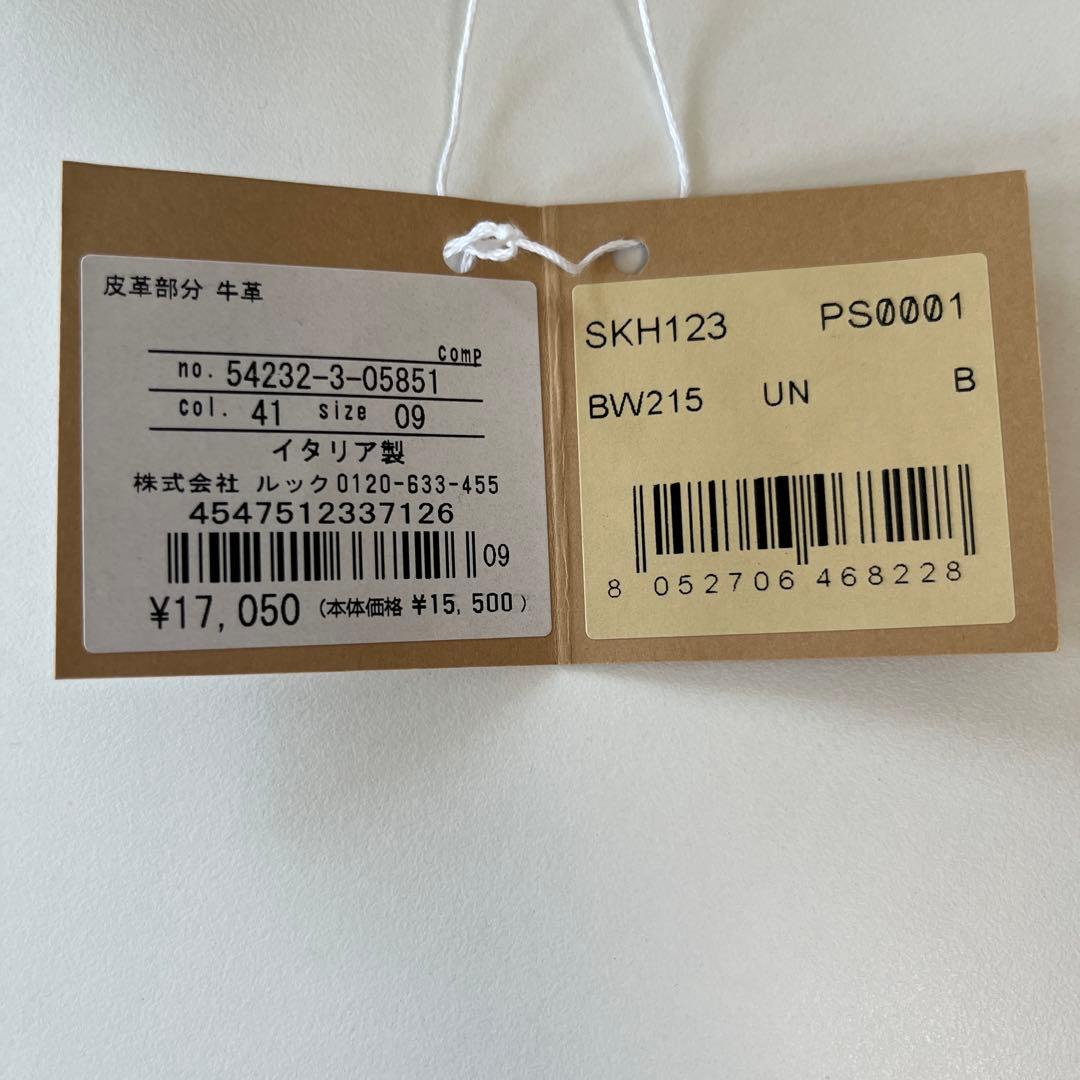 皮革部分 牛革
comp
no. 54232-3-05851
col. 41 size 09
イタリア製
株式会社 ルック 0120-633-455
4547512337126
09
¥17,050 (本体価格 ¥15,500)
SKH123 PS0001
BW215 UN B
8 052706 468228